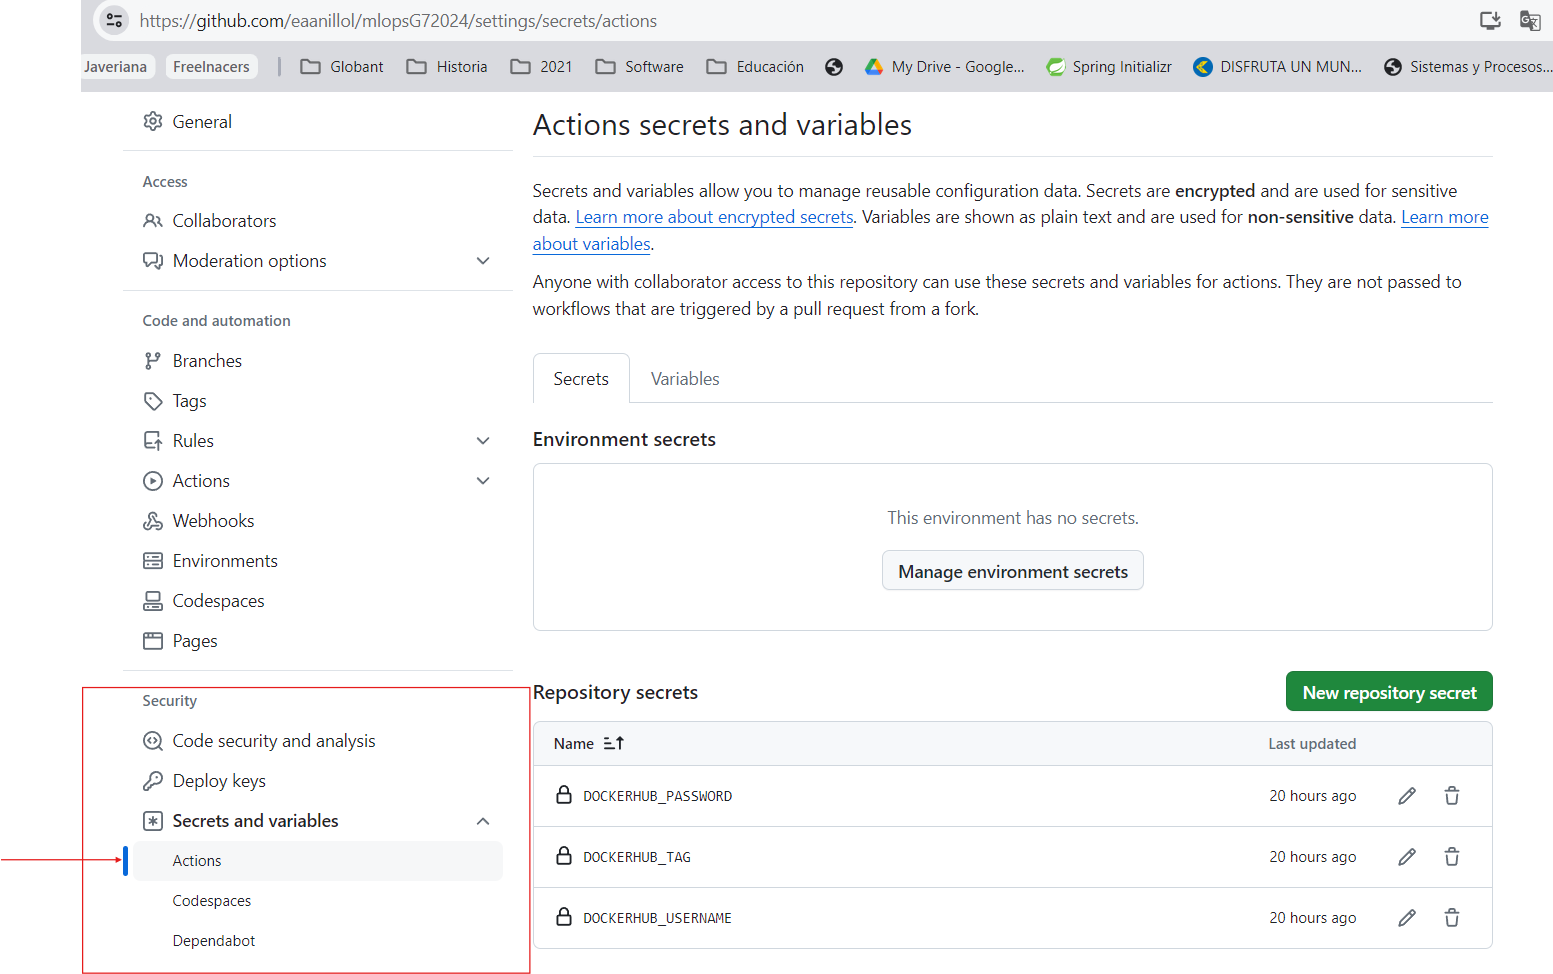 https://github.com/eaanillol/mlopsG72024/settings/secrets/actions
Javeriana
Freelnacers
Globant
Historia
2021
Software
Educación
My Drive - Google...
Spring Initializr
DISFRUTA UN MUN...
Sistemas y Procesos...
General
Access
Collaborators
Moderation options
Code and automation
Branches
Tags
Rules
Actions
Webhooks
Environments
Codespaces
Pages
Security
Code security and analysis
Deploy keys
Secrets and variables
Actions
Codespaces
Dependabot
Actions secrets and variables
Secrets and variables allow you to manage reusable configuration data. Secrets are encrypted and are used for sensitive
data. Learn more about encrypted secrets. Variables are shown as plain text and are used for non-sensitive data. Learn more
about variables.
Anyone with collaborator access to this repository can use these secrets and variables for actions. They are not passed to
workflows that are triggered by a pull request from a fork.
Secrets
Variables
Environment secrets
This environment has no secrets.
Manage environment secrets
Repository secrets
New repository secret
Name
Last updated
DOCKERHUB_PASSWORD
20 hours ago
DOCKERHUB_TAG
20 hours ago
DOCKERHUB_USERNAME
20 hours ago